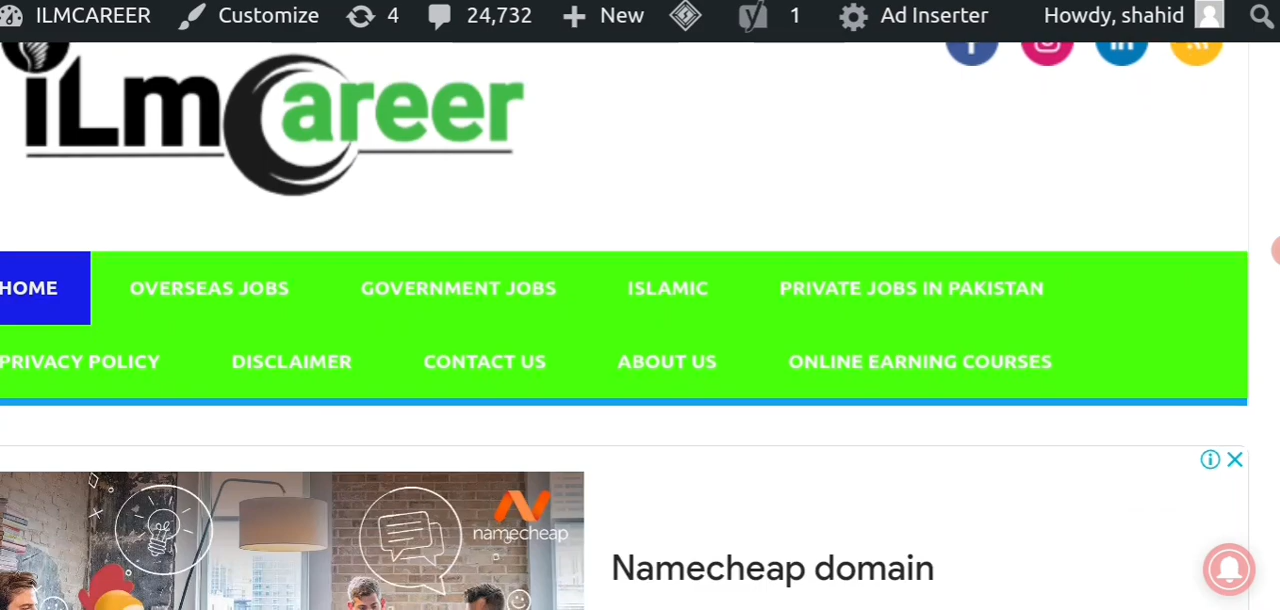 ILMCAREER Customize 4 24,732 New 1 Ad Inserter Howdy, shahid
iLmCareer
HOME OVERSEAS JOBS GOVERNMENT JOBS ISLAMIC PRIVATE JOBS IN PAKISTAN
PRIVACY POLICY DISCLAIMER CONTACT US ABOUT US ONLINE EARNING COURSES
namecheap
Namecheap domain